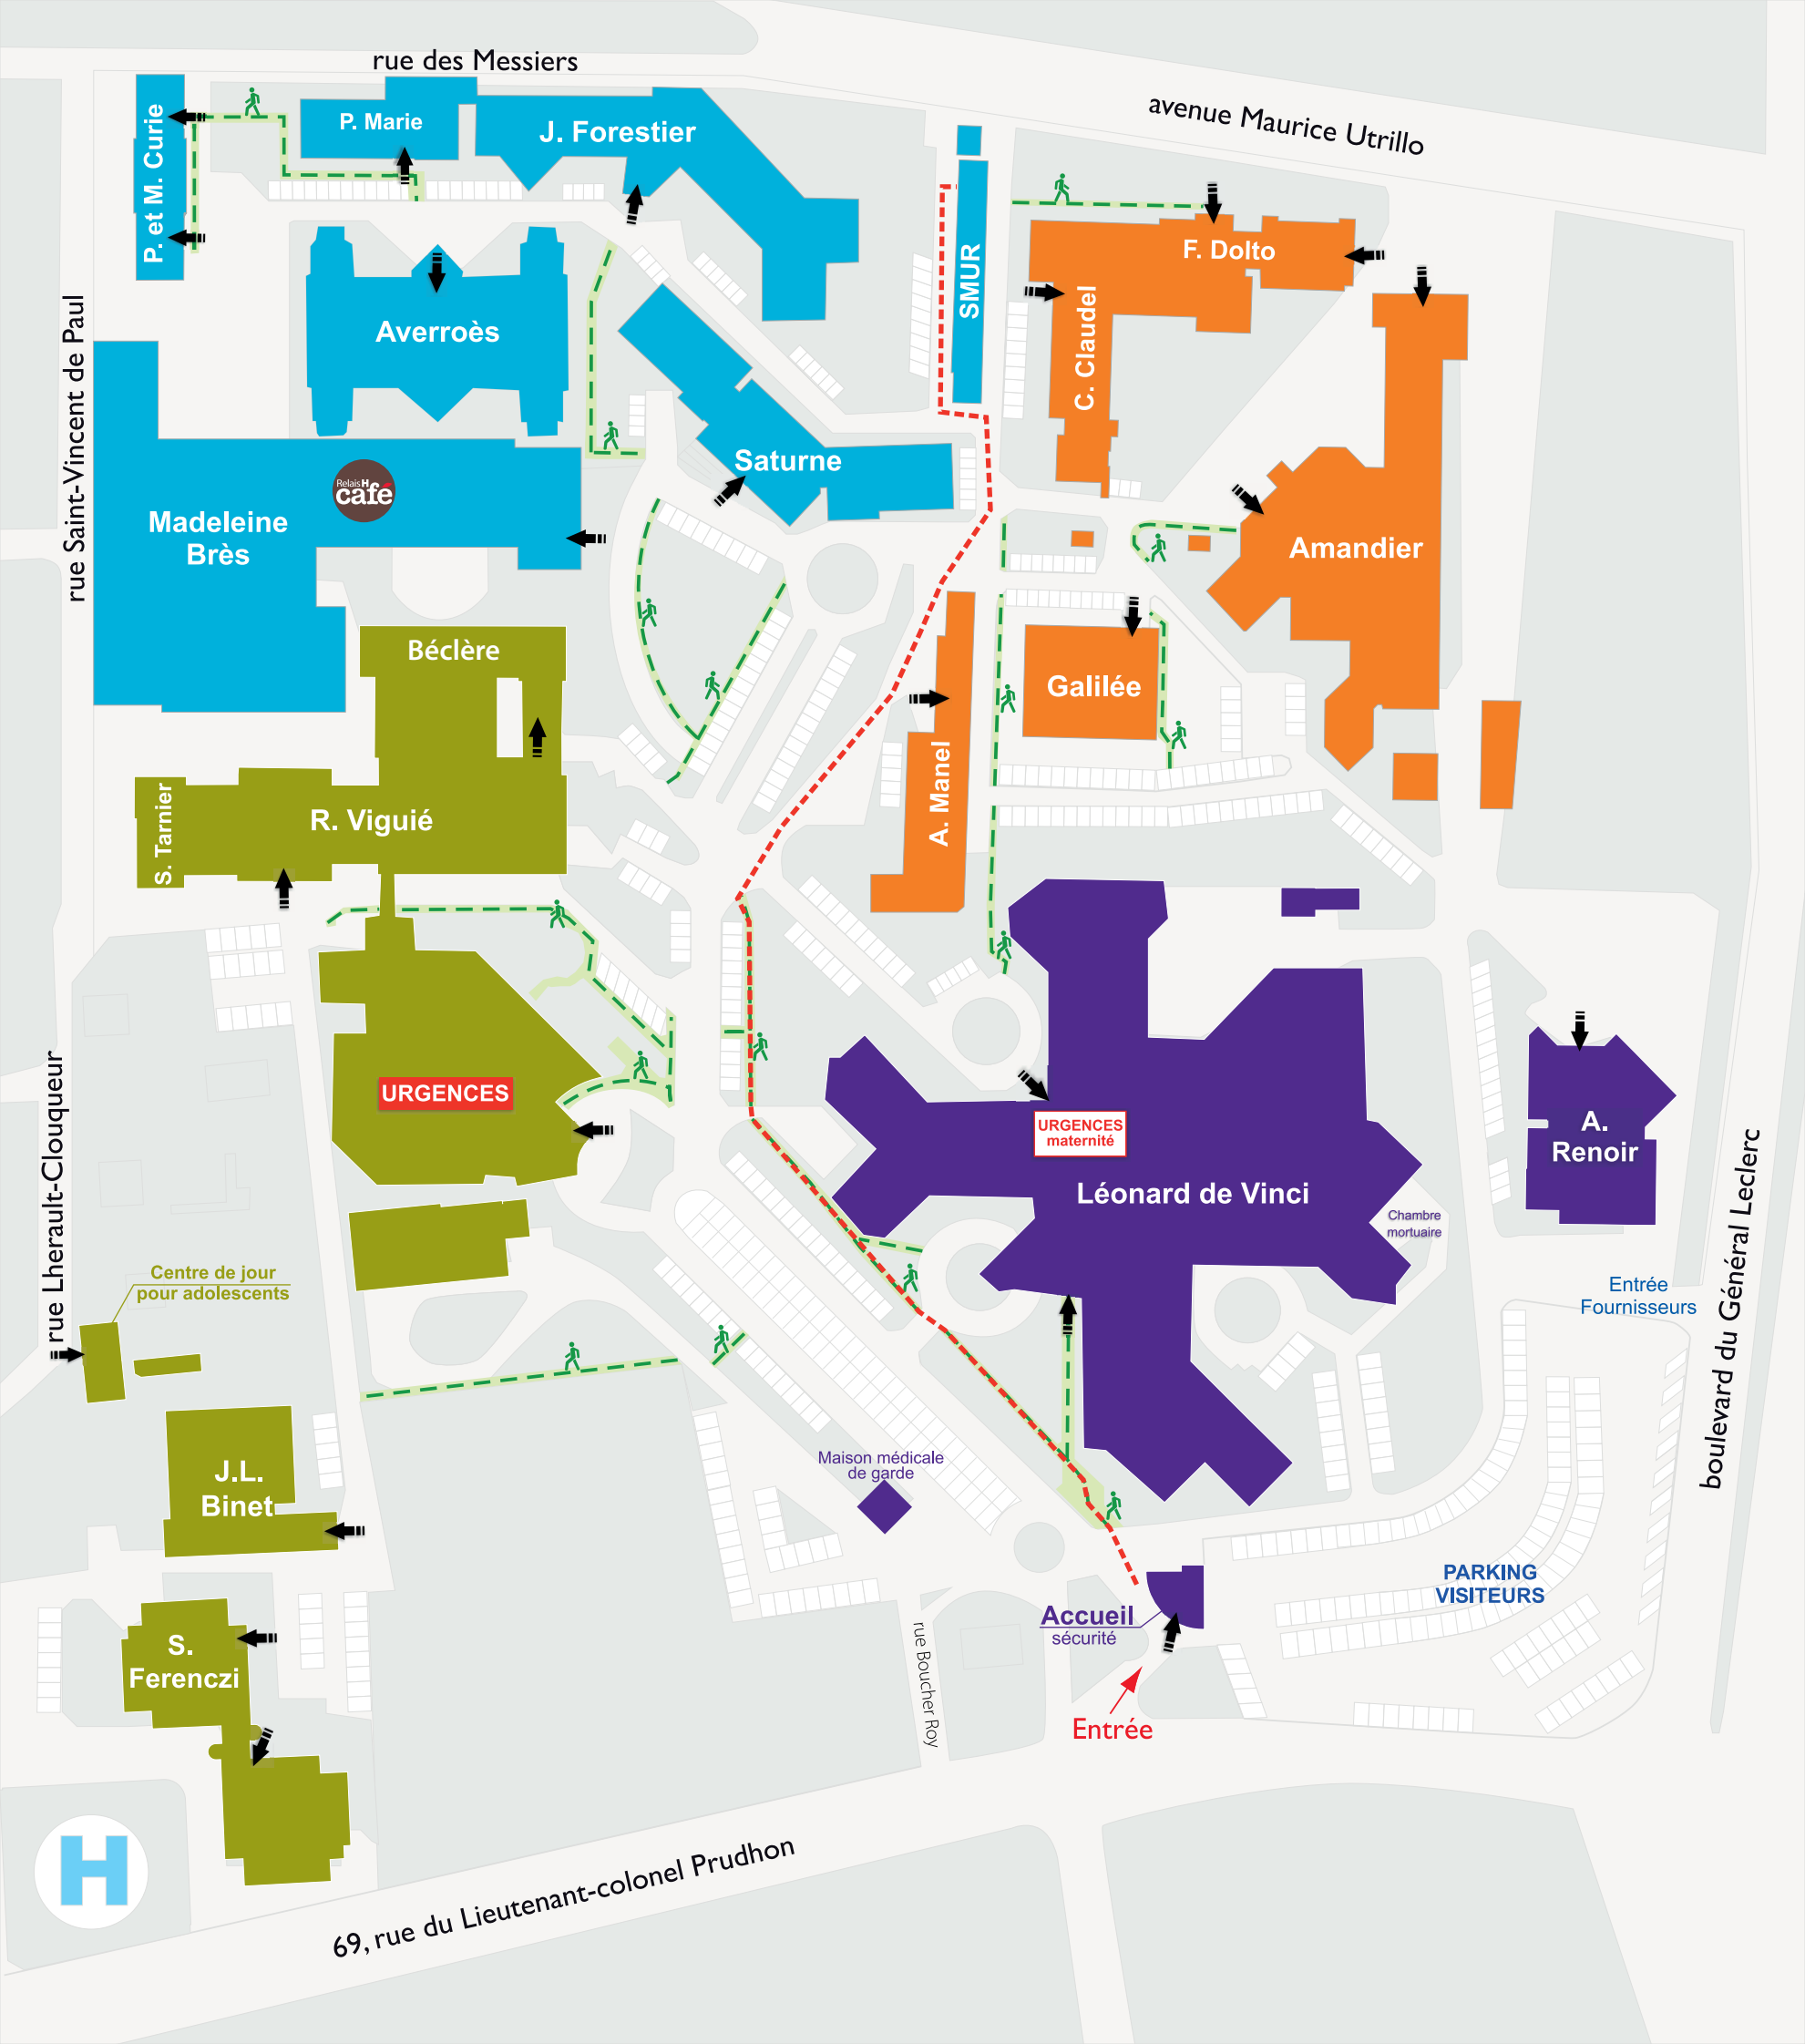 rue des Messiers
avenue Maurice Utrillo
P. et M. Curie
P. Marie
J. Forestier
SMUR
F. Dolto
C. Claudel
Averroès
rue Saint-Vincent de Paul
Saturne
Relais H
café
Madeleine
Brès
Amandier
Béclère
Galilée
A. Manel
S. Tarnier
R. Viguié
URGENCES
URGENCES
maternité
A.
Renoir
Léonard de Vinci
Chambre
mortuaire
rue Lherault-Cloqueur
boulevard du Général Leclerc
Centre de jour
pour adolescents
Entrée
Fournisseurs
J.L.
Binet
Maison médicale
de garde
PARKING
VISITEURS
Accueil
sécurité
S.
Ferenczi
rue Boucher Roy
Entrée
H
69, rue du Lieutenant-colonel Prudhon